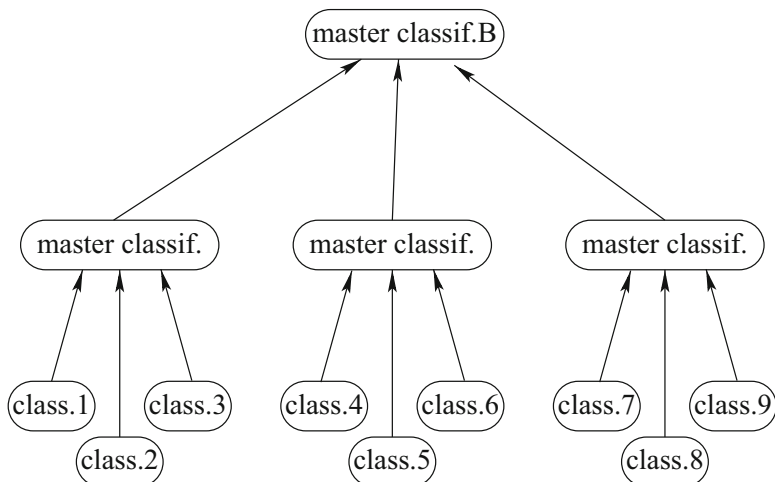 master classif.B
master classif.
master classif.
master classif.
class.1
class.3
class.4
class.6
class.7
class.9
class.2
class.5
class.8